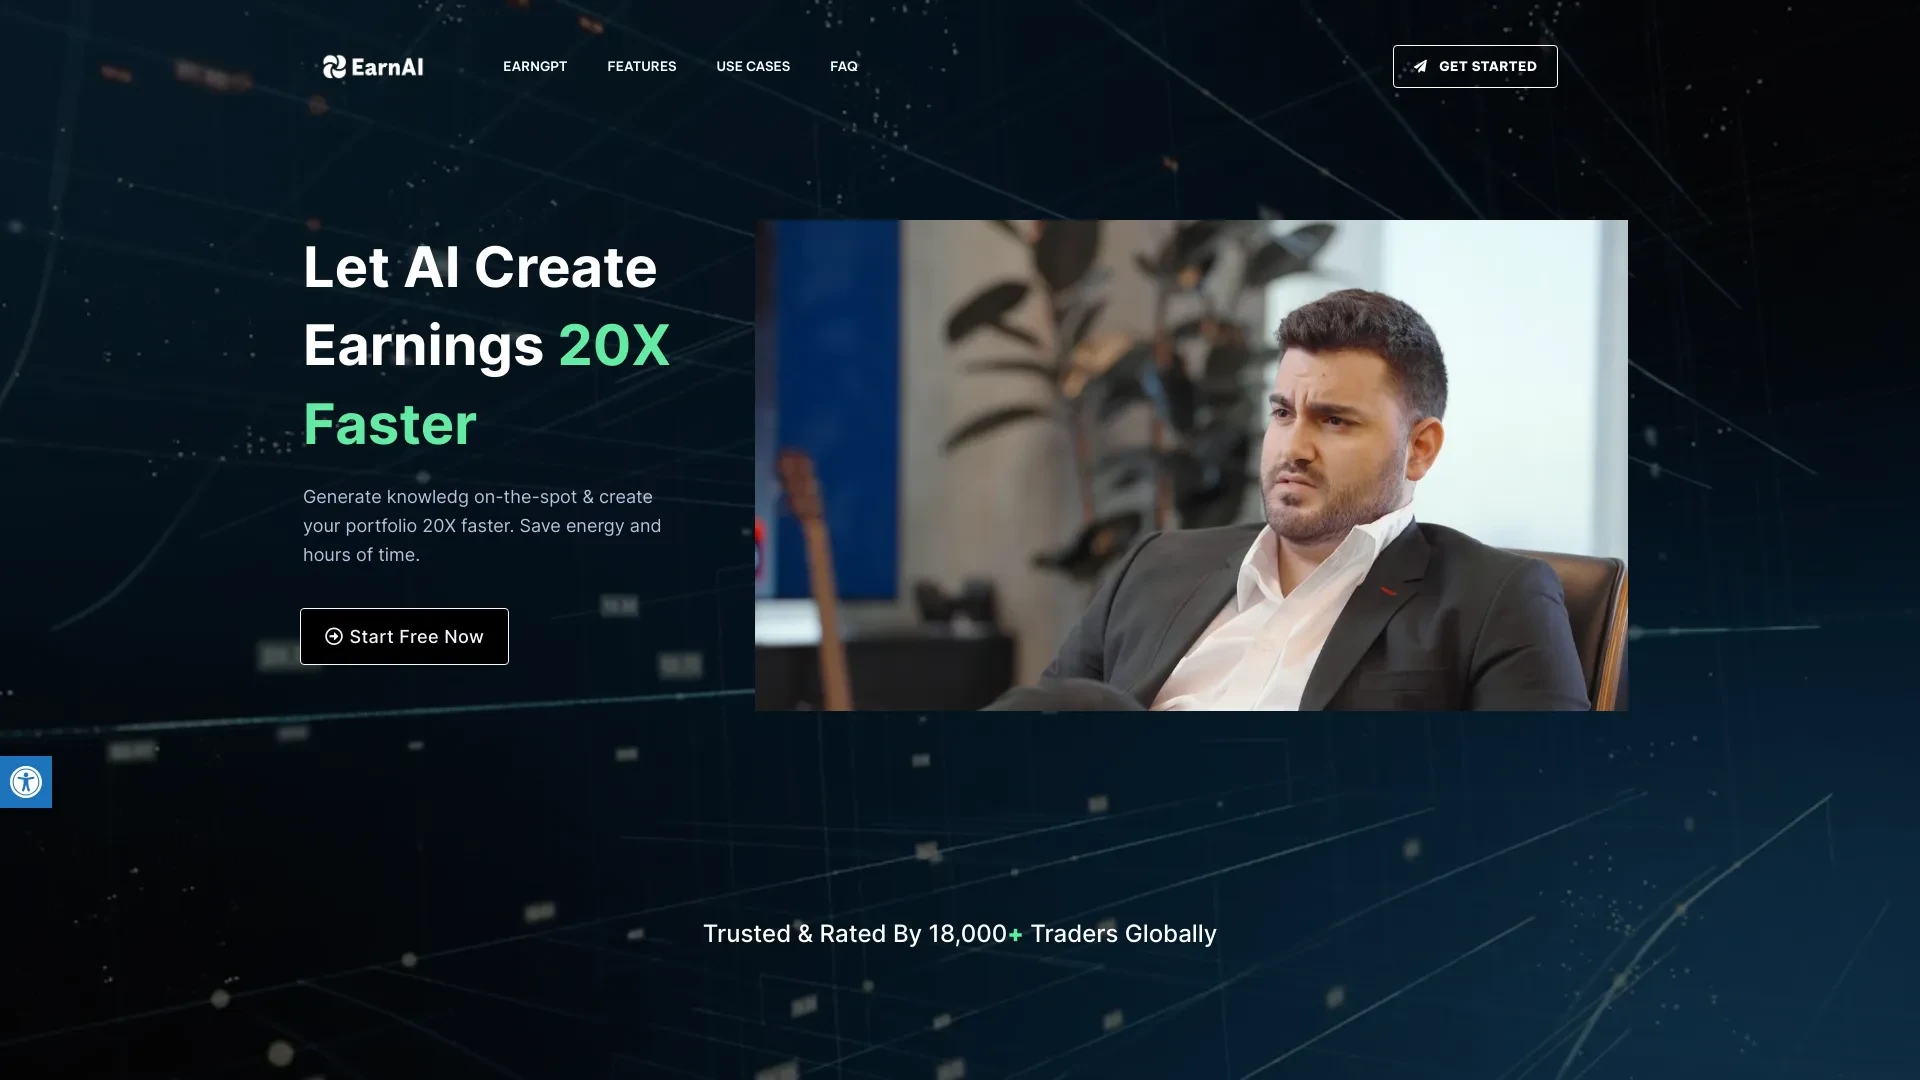 EarnAI
EARNGPT
FEATURES
USE CASES
FAQ
GET STARTED
Let AI Create
Earnings 20X
Faster
Generate knowledg on-the-spot & create
your portfolio 20X faster. Save energy and
hours of time.
Start Free Now
Trusted & Rated By 18,000+ Traders Globally